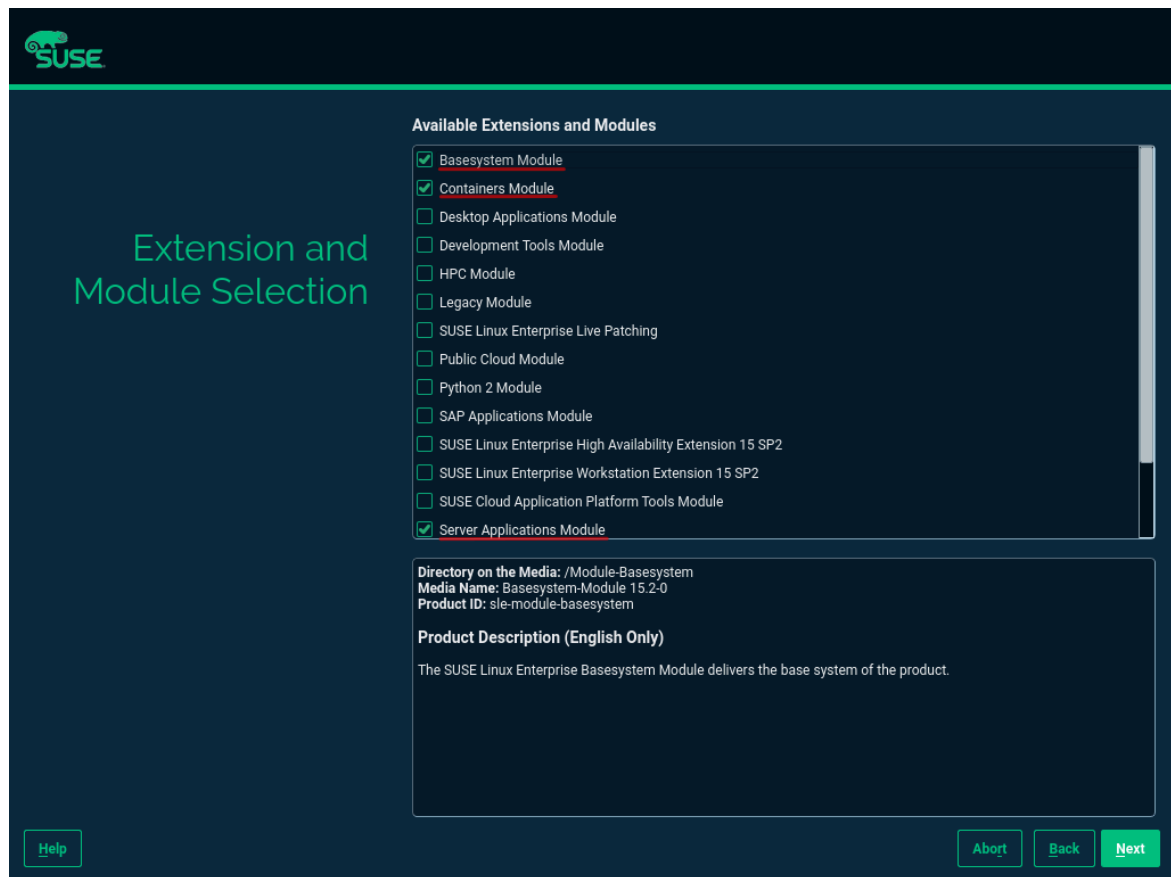 SUSE
Available Extensions and Modules
Basesystem Module
Containers Module
Desktop Applications Module
Development Tools Module
HPC Module
Legacy Module
SUSE Linux Enterprise Live Patching
Public Cloud Module
Python 2 Module
SAP Applications Module
SUSE Linux Enterprise High Availability Extension 15 SP2
SUSE Linux Enterprise Workstation Extension 15 SP2
SUSE Cloud Application Platform Tools Module
Server Applications Module
Extension and
Module Selection
Directory on the Media: /Module-Basesystem
Media Name: Basesystem-Module 15.2-0
Product ID: sle-module-basesystem
Product Description (English Only)
The SUSE Linux Enterprise Basesystem Module delivers the base system of the product.
Help
Abort
Back
Next